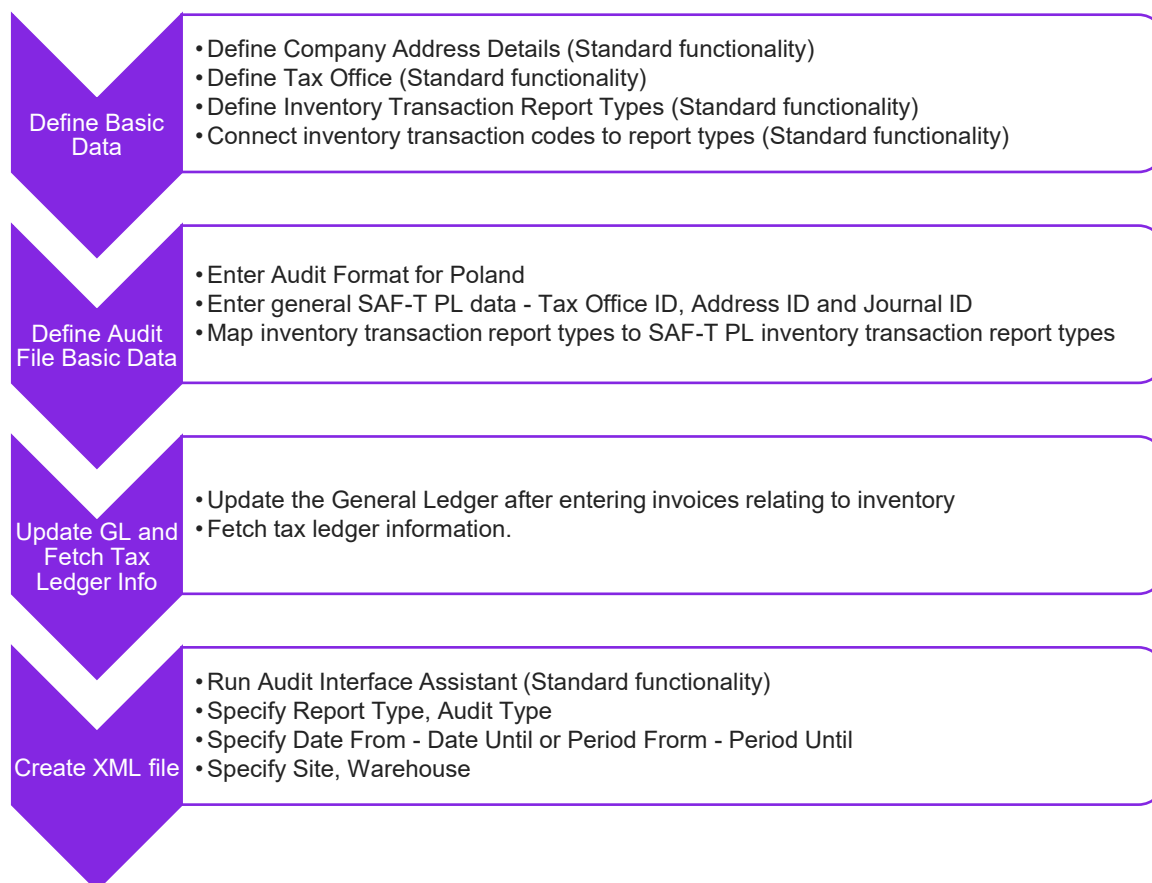 Define Basic
Data
•Define Company Address Details (Standard functionality)
•Define Tax Office (Standard functionality)
•Define Inventory Transaction Report Types (Standard functionality)
•Connect inventory transaction codes to report types (Standard functionality)
Define Audit
File Basic Data
•Enter Audit Format for Poland
•Enter general SAF-T PL data - Tax Office ID, Address ID and Journal ID
•Map inventory transaction report types to SAF-T PL inventory transaction report types
Update GL and
Fetch Tax
Ledger Info
•Update the General Ledger after entering invoices relating to inventory
•Fetch tax ledger information.
Create XML file
•Run Audit Interface Assistant (Standard functionality)
•Specify Report Type, Audit Type
•Specify Date From - Date Until or Period Frorm - Period Until
•Specify Site, Warehouse